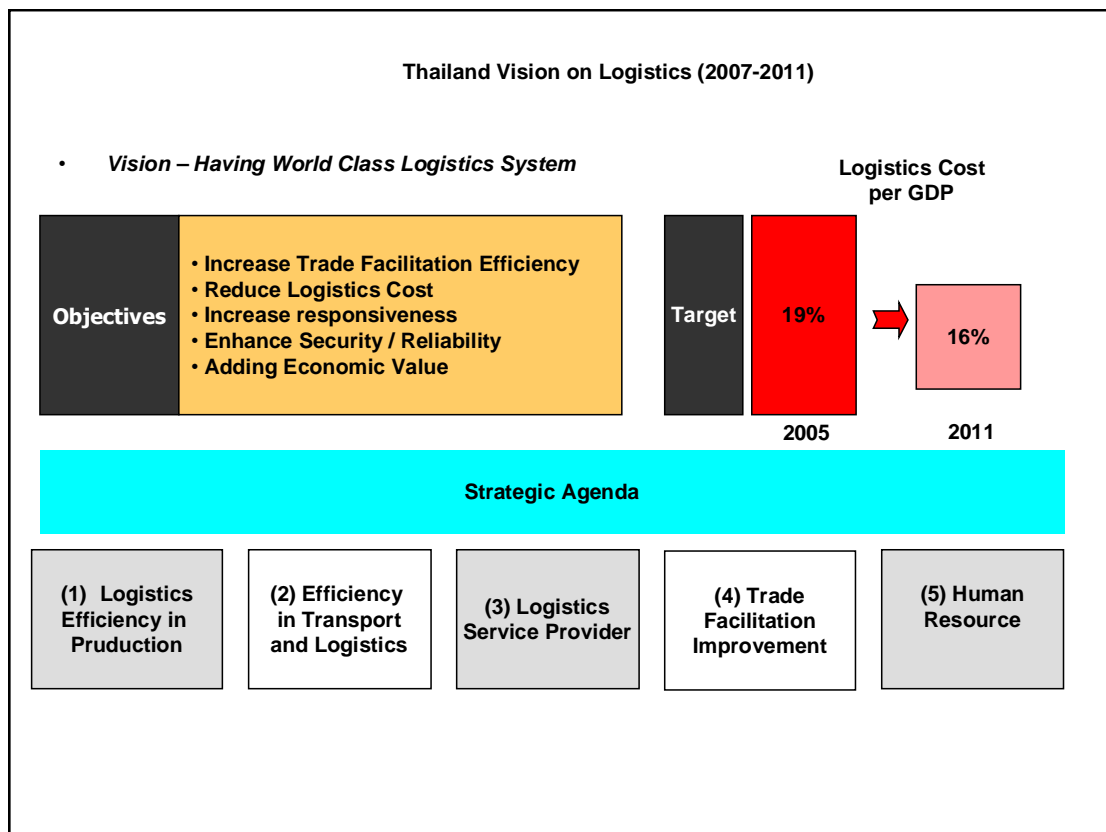 Thailand Vision on Logistics (2007-2011)
• Vision – Having World Class Logistics System
Logistics Cost
per GDP
Objectives
• Increase Trade Facilitation Efficiency
• Reduce Logistics Cost
• Increase responsiveness
• Enhance Security / Reliability
• Adding Economic Value
Target
19%
16%
2005
2011
Strategic Agenda
(1) Logistics
Efficiency in
Pruduction
(2) Efficiency
in Transport
and Logistics
(3) Logistics
Service Provider
(4) Trade
Facilitation
Improvement
(5) Human
Resource